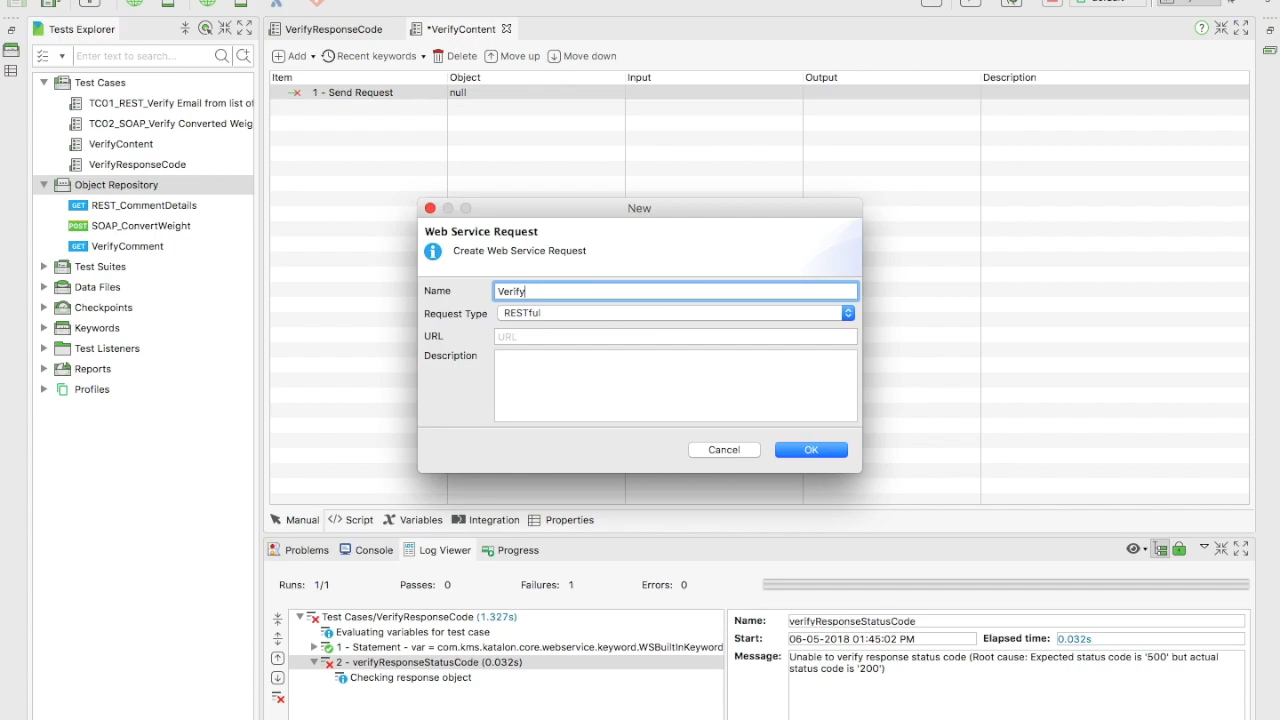 Tests Explorer
VerifyResponseCode
*VerifyContent
?
Enter text to search...
Add
Recent keywords
Delete
Move up
Move down
Item
Object
Input
Output
Description
1 - Send Request
null
Test Cases
TC01_REST_Verify Email from list of
TC02_SOAP_Verify Converted Weig
VerifyContent
VerifyResponseCode
Object Repository
GET REST_CommentDetails
POST SOAP_ConvertWeight
GET VerifyComment
Test Suites
Data Files
Checkpoints
Keywords
Test Listeners
Reports
Profiles
New
Web Service Request
Create Web Service Request
Name
Verify
Request Type
RESTful
URL
URL
Description
Cancel
OK
Manual
Script
Variables
Integration
Properties
Problems
Console
Log Viewer
Progress
Runs: 1/1
Passes: 0
Failures: 1
Errors: 0
Test Cases/VerifyResponseCode (1.327s)
Evaluating variables for test case
1 - Statement - var = com.kms.katalon.core.webservice.keyword.WSBuiltInKeyword
2 - verifyResponseStatusCode (0.032s)
Checking response object
Name: verifyResponseStatusCode
Start: 06-05-2018 01:45:02 PM
Elapsed time: 0.032s
Message: Unable to verify response status code (Root cause: Expected status code is '500' but actual
status code is '200')